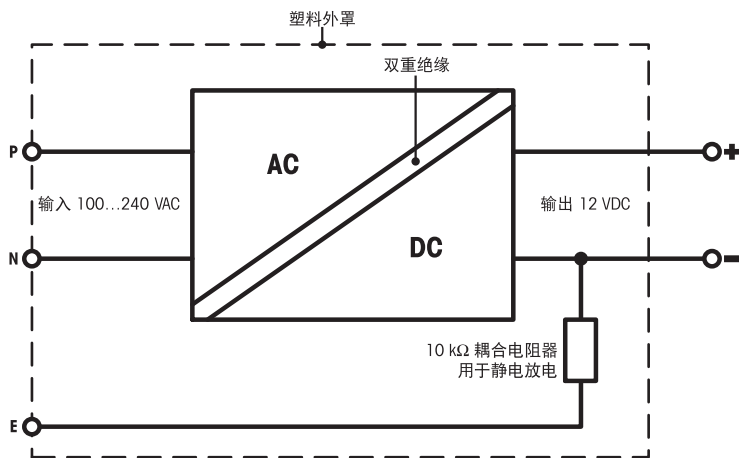 塑料外罩
双重绝缘
P
AC
+
输入 100...240 VAC
输出 12 VDC
N
DC
–
10 kΩ 耦合电阻器
用于静电放电
E